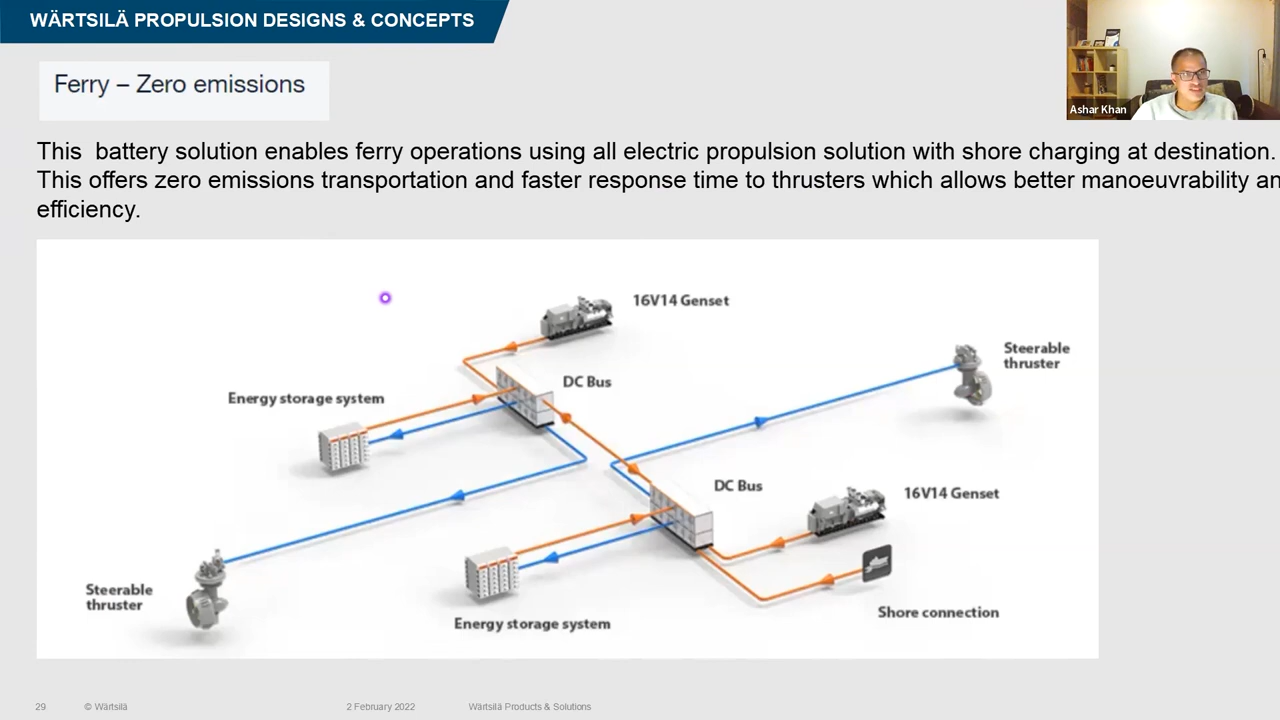 WÄRTSILÄ PROPULSION DESIGNS & CONCEPTS
Ashar Khan
Ferry – Zero emissions
This  battery solution enables ferry operations using all electric propulsion solution with shore charging at destination.
This offers zero emissions transportation and faster response time to thrusters which allows better manoeuvrability an
efficiency.
16V14 Genset
Steerable
thruster
DC Bus
Energy storage system
DC Bus
16V14 Genset
Steerable
thruster
Shore connection
Energy storage system
29
© Wärtsilä
2 February 2022
Wärtsilä Products & Solutions